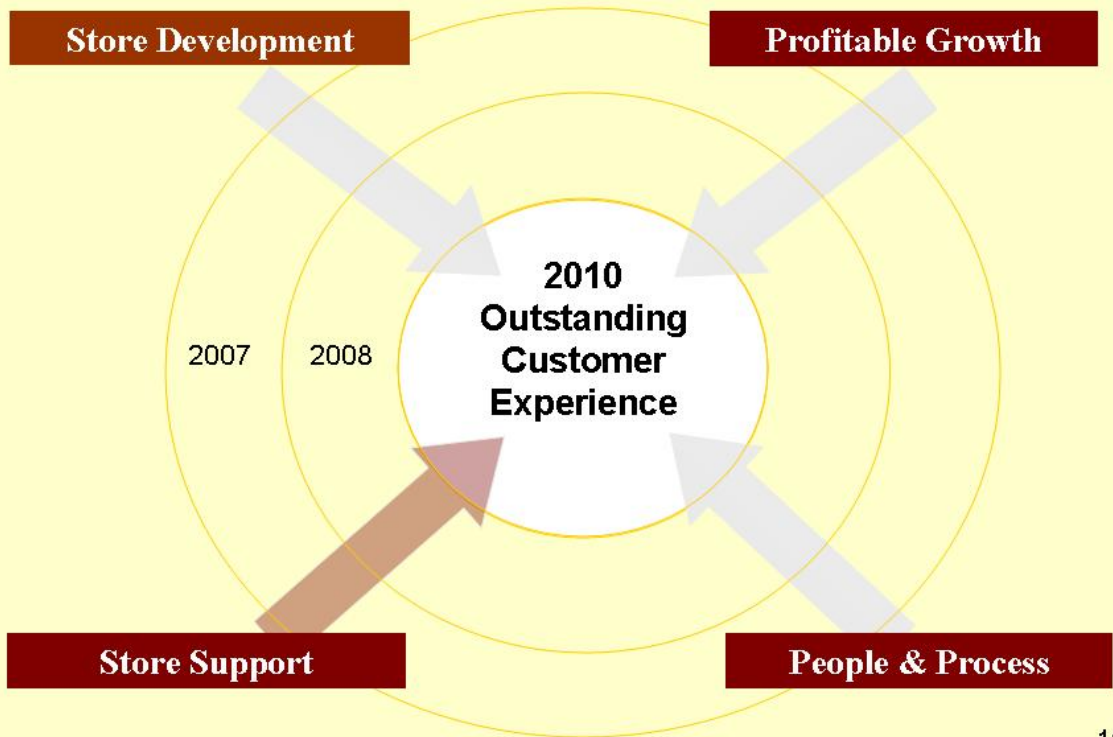 Store Development
Profitable Growth
2010
Outstanding
Customer
Experience
2007
2008
Store Support
People & Process